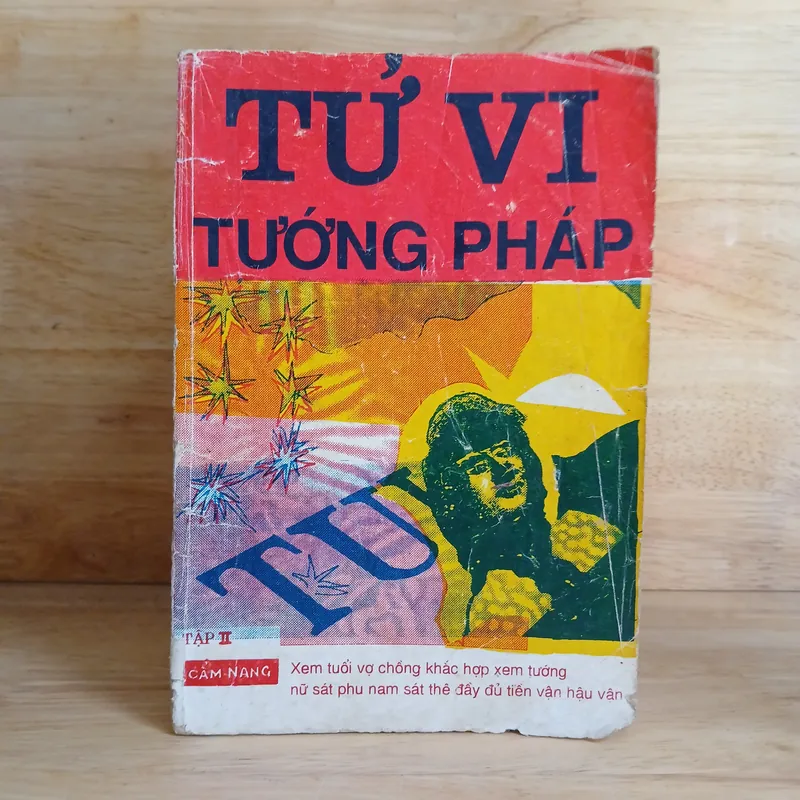 TỬ VI
TƯỚNG PHÁP
TỬ
TẬP II
CẨM NANG
Xem tuổi vợ chồng khắc hợp xem tướng
nữ sát phu nam sát thê đầy đủ tiền vận hậu vận